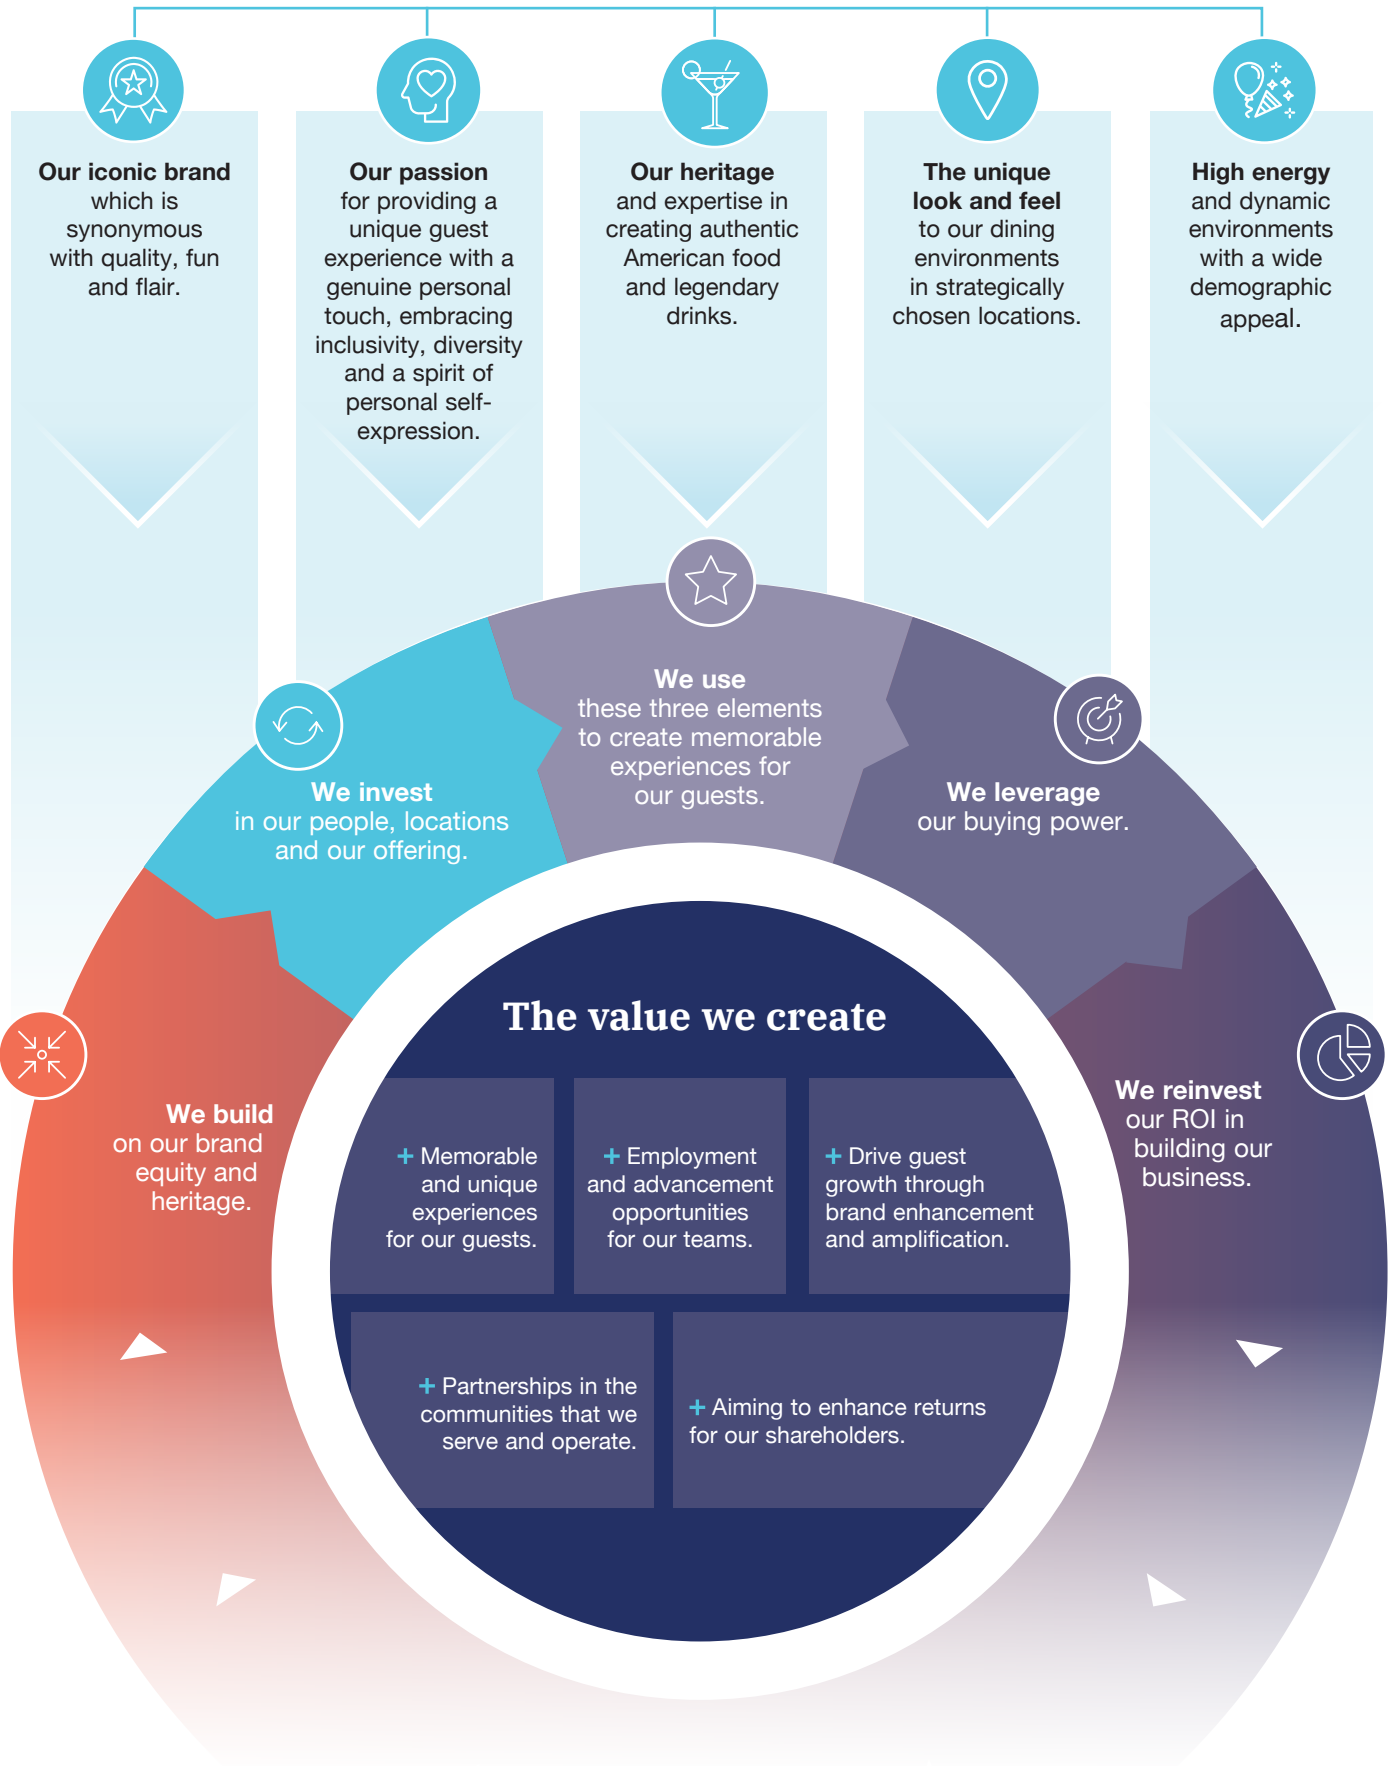 Our iconic brand
which is
synonymous
with quality, fun
and flair.
Our passion
for providing a
unique guest
experience with a
genuine personal
touch, embracing
inclusivity, diversity
and a spirit of
personal self-
expression.
Our heritage
and expertise in
creating authentic
American food
and legendary
drinks.
The unique
look and feel
to our dining
environments
in strategically
chosen locations.
High energy
and dynamic
environments
with a wide
demographic
appeal.
We build
on our brand
equity and
heritage.
We invest
in our people, locations
and our offering.
We use
these three elements
to create memorable
experiences for
our guests.
We leverage
our buying power.
We reinvest
our ROI in
building our
business.
The value we create
+ Memorable
and unique
experiences
for our guests.
+ Employment
and advancement
opportunities
for our teams.
+ Drive guest
growth through
brand enhancement
and amplification.
+ Partnerships in the
communities that we
serve and operate.
+ Aiming to enhance returns
for our shareholders.